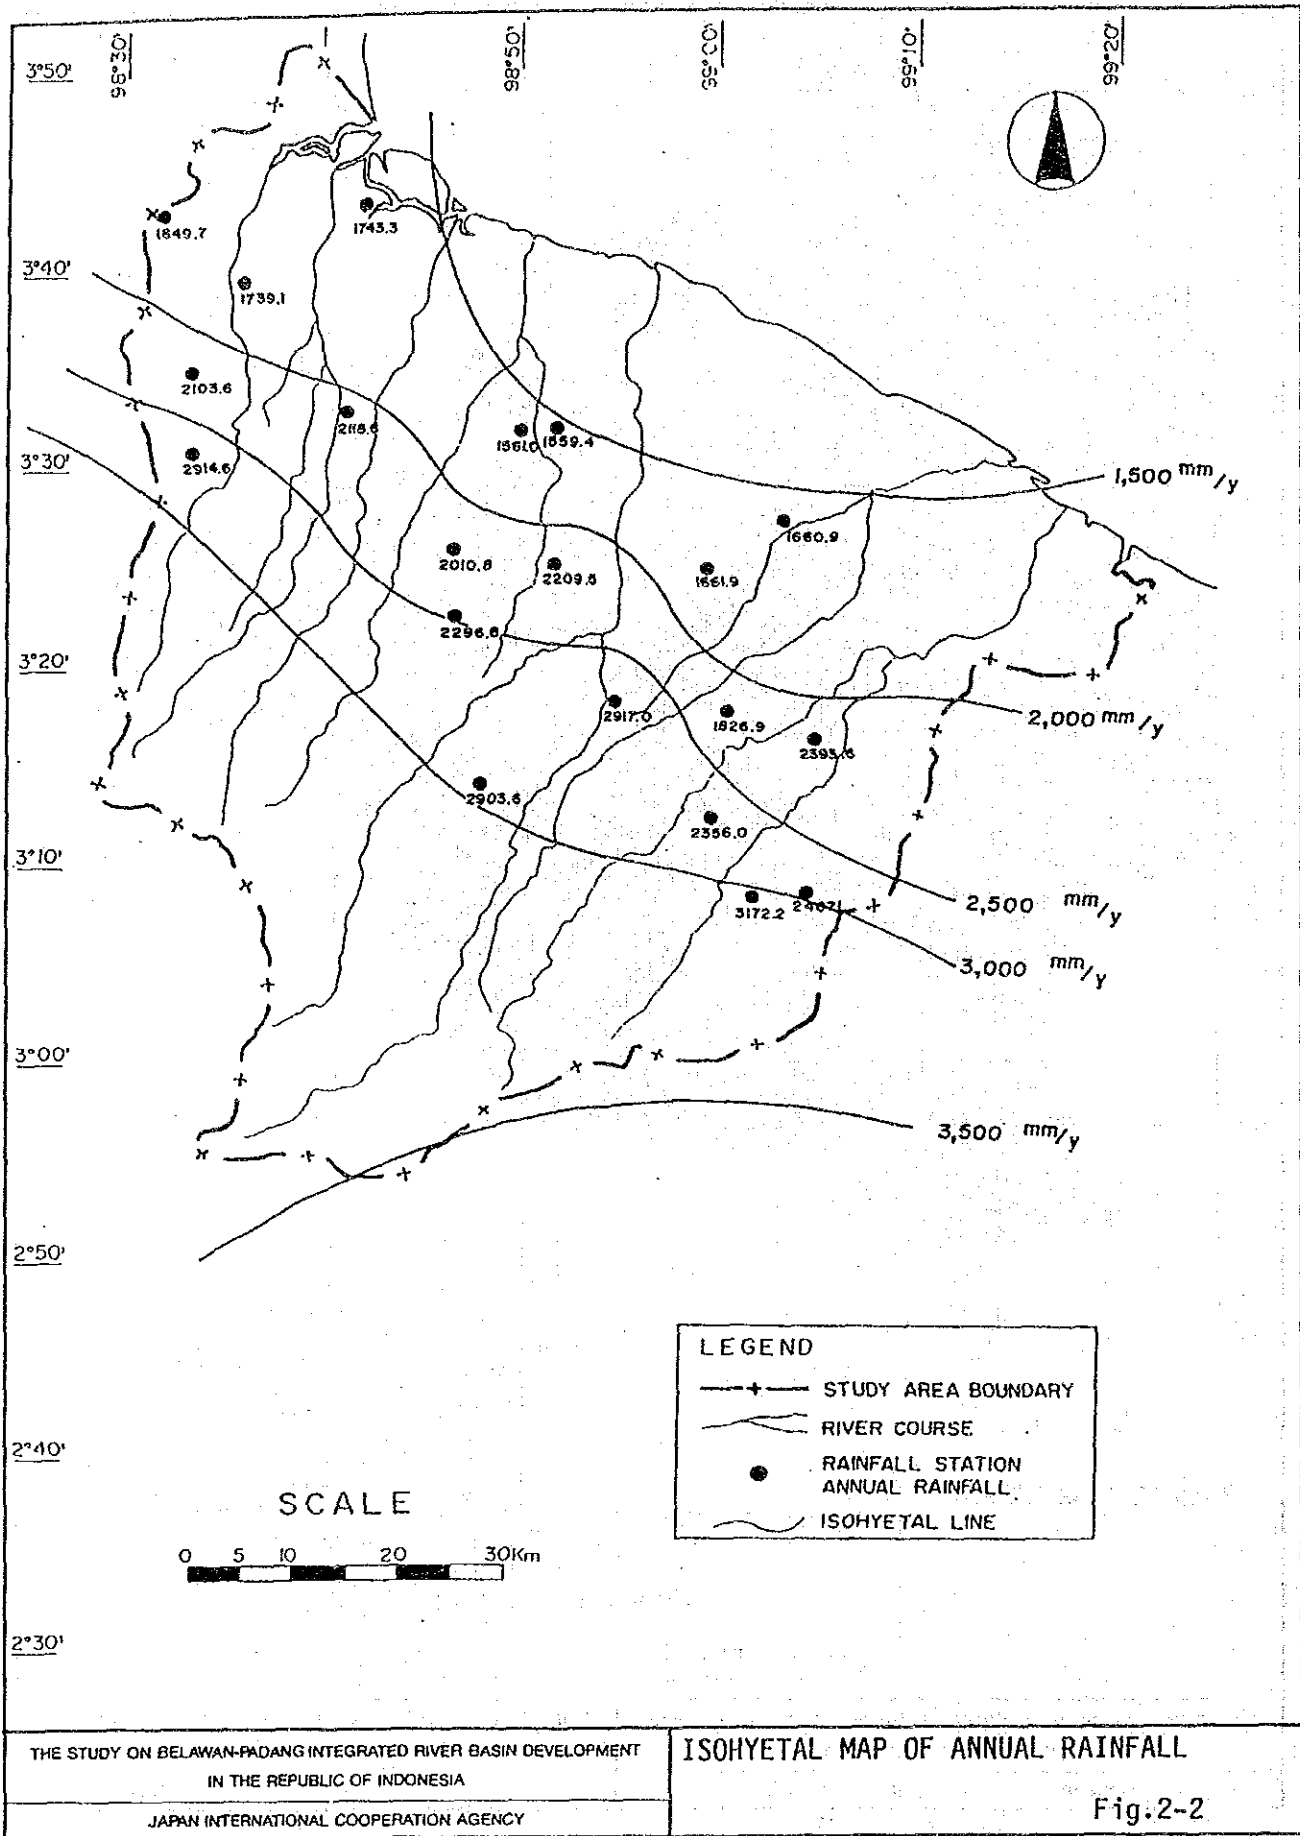 98°30'
98°50'
99°00'
99°10'
99°20'
3°50'
3°40'
3°30'
3°20'
3°10'
3°00'
2°50'
2°40'
2°30'
1849.7
1743.3
1739.1
2103.6
2118.6
2914.6
1561.0
1559.4
1,500 mm/y
1660.9
2010.8
2209.5
1661.9
2296.6
2917.0
1826.9
2,000 mm/y
2393.6
2903.6
2356.0
3172.2
2,500 mm/y
3,000 mm/y
3,500 mm/y
LEGEND
STUDY AREA BOUNDARY
RIVER COURSE
RAINFALL STATION
ANNUAL RAINFALL
ISOHYETAL LINE
SCALE
0 5 10 20 30Km
THE STUDY ON BELAWAN-PADANG INTEGRATED RIVER BASIN DEVELOPMENT
IN THE REPUBLIC OF INDONESIA
JAPAN INTERNATIONAL COOPERATION AGENCY
ISOHYETAL MAP OF ANNUAL RAINFALL
Fig.2-2